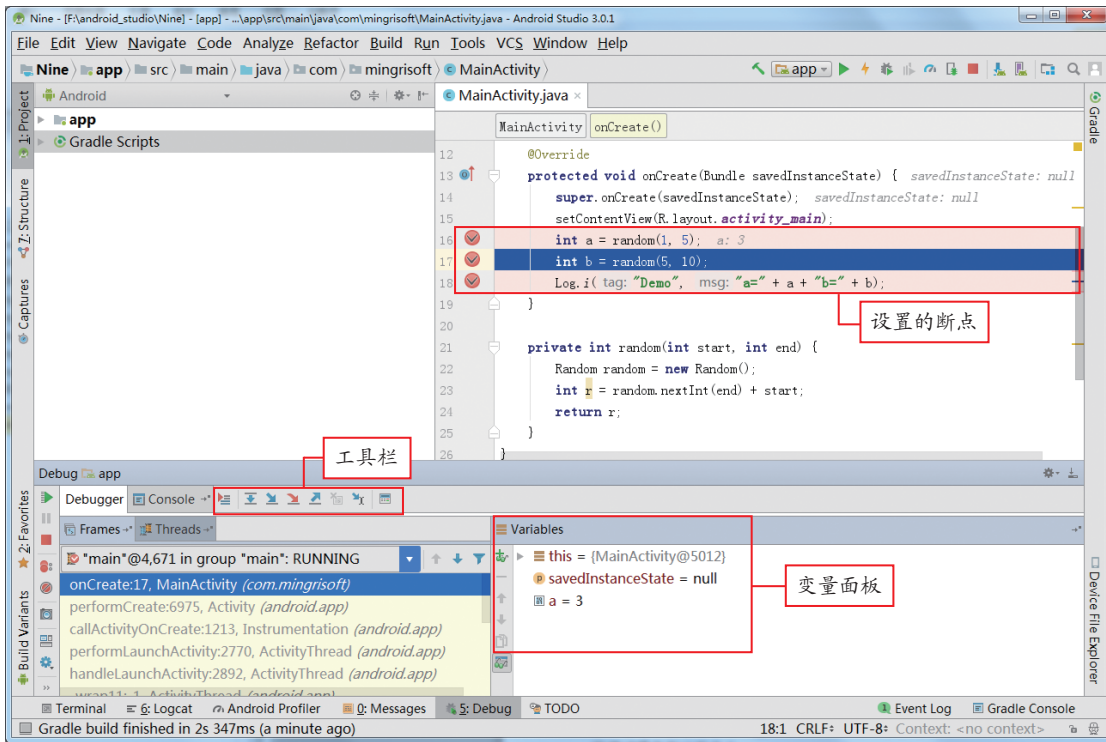 Nine - [F:\android_studio\Nine] - [app] - ...\app\src\main\java\com\mingrisoft\MainActivity.java - Android Studio 3.0.1
File Edit View Navigate Code Analyze Refactor Build Run Tools VCS Window Help
Nine app src main java com mingrisoft MainActivity app
1: Project
Android
MainActivity.java
Gradle
app
Gradle Scripts
MainActivity onCreate()
12 @Override
13 protected void onCreate(Bundle savedInstanceState) { savedInstanceState: null
14 super.onCreate(savedInstanceState); savedInstanceState: null
15 setContentView(R.layout.activity_main);
16 int a = random(1, 5); a: 3
17 int b = random(5, 10);
18 Log.i( tag: "Demo", msg: "a=" + a + "b=" + b);
19 }
20
21 private int random(int start, int end) {
22 Random random = new Random();
23 int r = random.nextInt(end) + start;
24 return r;
25 }
26 }
设置的断点
7: Structure
Captures
工具栏
Debug app
Debugger Console
Frames Threads
"main"@4,671 in group "main": RUNNING
onCreate:17, MainActivity (com.mingrisoft)
performCreate:6975, Activity (android.app)
callActivityOnCreate:1213, Instrumentation (android.app)
performLaunchActivity:2770, ActivityThread (android.app)
handleLaunchActivity:2892, ActivityThread (android.app)
-wrap11:-1, ActivityThread (android.app)
Variables
this = {MainActivity@5012}
savedInstanceState = null
a = 3
变量面板
2: Favorites
Build Variants
Device File Explorer
Terminal 6: Logcat Android Profiler 0: Messages 5: Debug TODO Event Log Gradle Console
Gradle build finished in 2s 347ms (a minute ago) 18:1 CRLF UTF-8 Context: <no context>